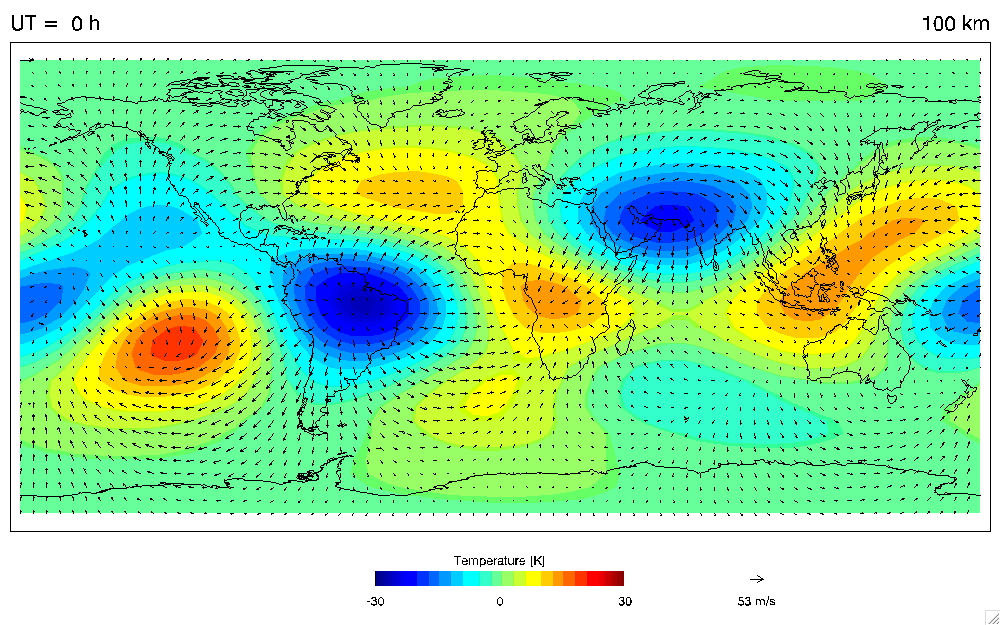 UT = 0 h
100 km
Temperature [K]
-30 0 30
53 m/s